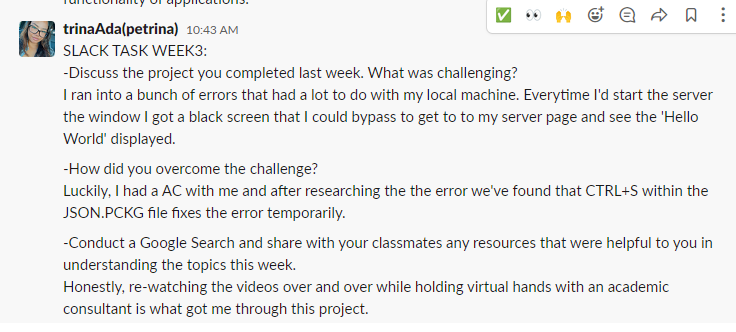 functionality of applications.
trinaAda(petrina) 10:43 AM
SLACK TASK WEEK3:
-Discuss the project you completed last week. What was challenging?
I ran into a bunch of errors that had a lot to do with my local machine. Everytime I'd start the server
the window I got a black screen that I could bypass to get to to my server page and see the 'Hello
World' displayed.
-How did you overcome the challenge?
Luckily, I had a AC with me and after researching the the error we've found that CTRL+S within the
JSON.PCKG file fixes the error temporarily.
-Conduct a Google Search and share with your classmates any resources that were helpful to you in
understanding the topics this week.
Honestly, re-watching the videos over and over while holding virtual hands with an academic
consultant is what got me through this project.